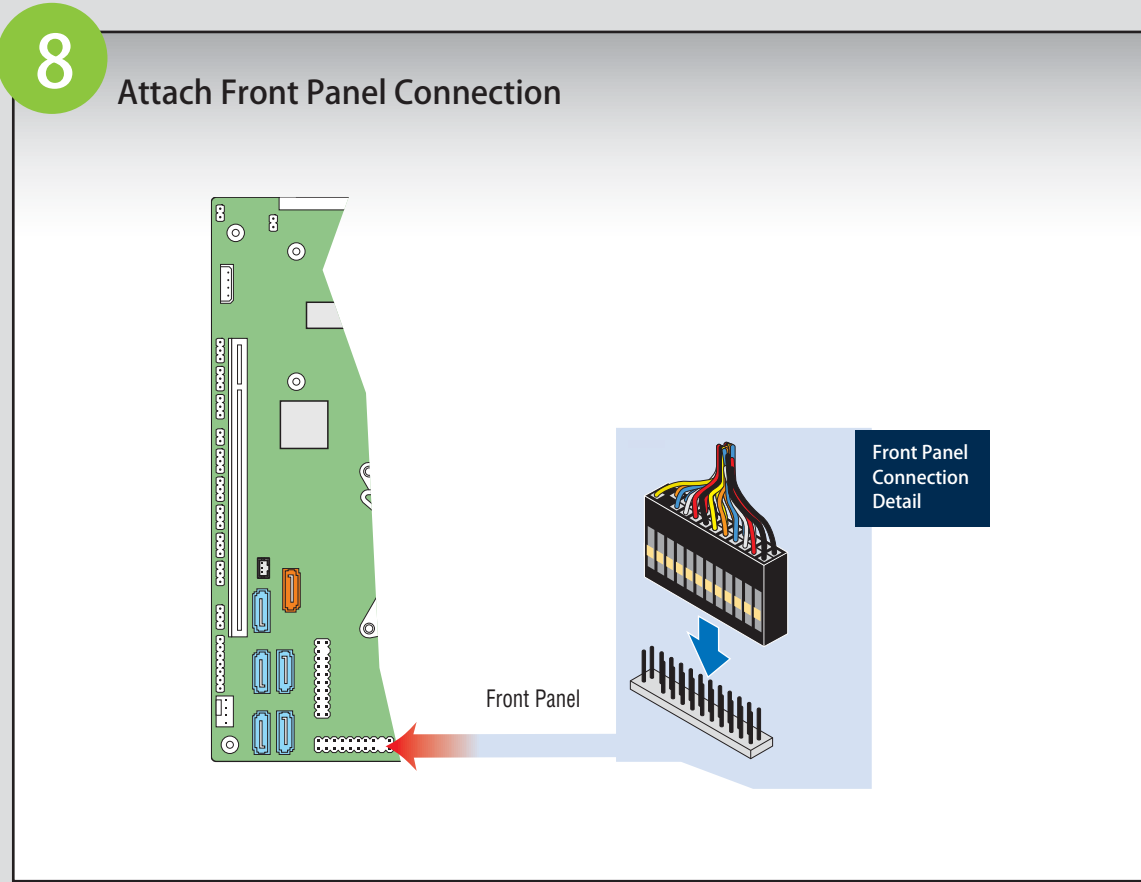 8
Attach Front Panel Connection
Front Panel
Connection
Detail
Front Panel